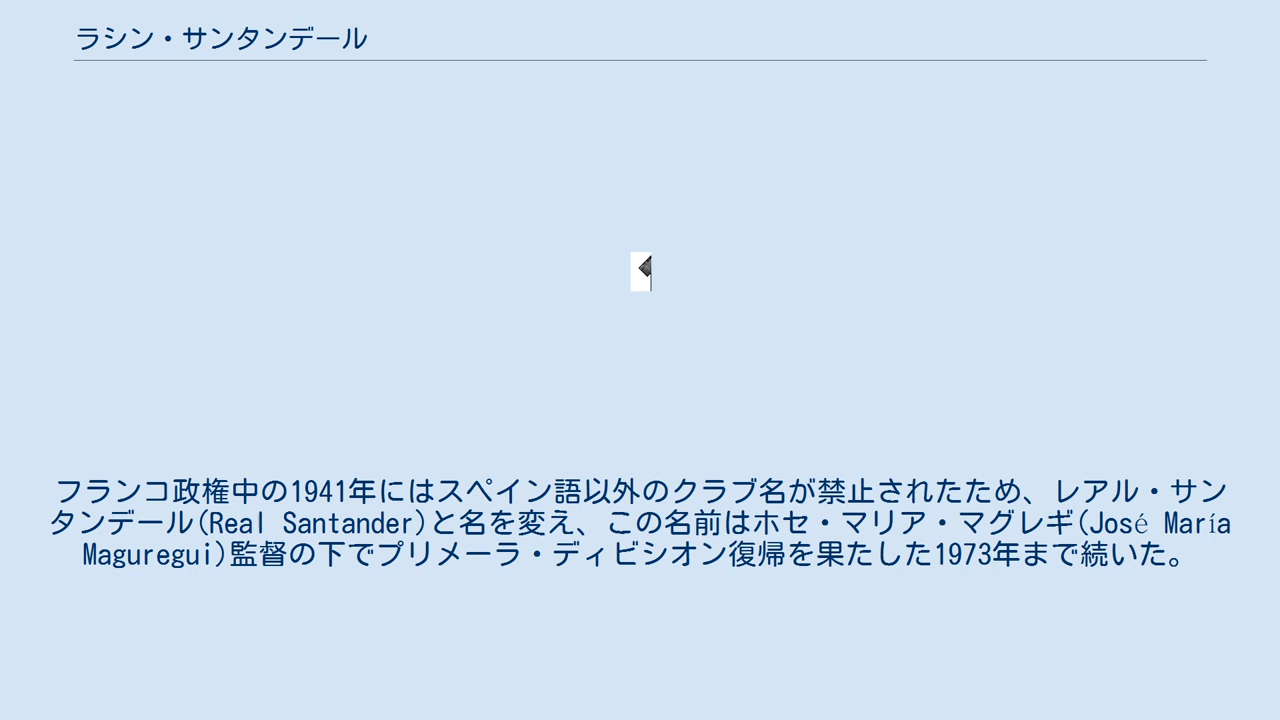 ラシン・サンタンデール
フランコ政権中の1941年にはスペイン語以外のクラブ名が禁止されたため、レアル・サン
タンデール(Real Santander)と名を変え、この名前はホセ・マリア・マグレギ(José María
Maguregui)監督の下でプリメーラ・ディビシオン復帰を果たした1973年まで続いた。